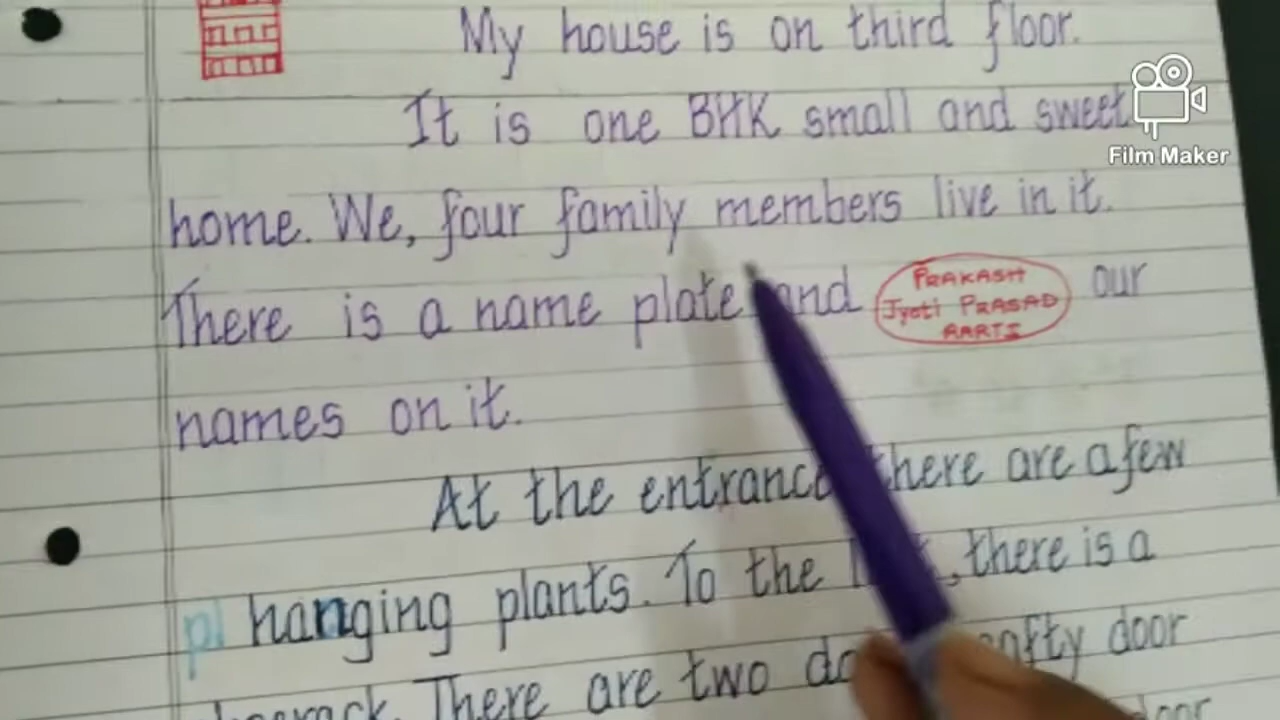 My house is on third floor.
It is one BHK small and sweet
Film Maker
home. We, four family members live in it.
There is a name plate and
PRAKASH
Jyoti PRASAD
AARTI
our
names on it.
At the entrance there are a few
pl hanging plants. To the , there is a
There are two door
door